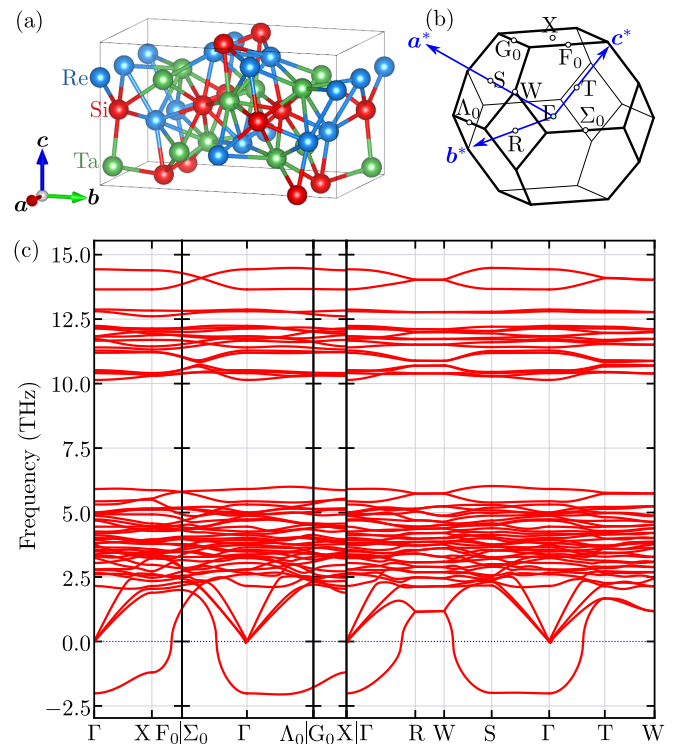 (a)
Re
Si
Ta
c
a
b
(b)
a*
X
c*
G₀
F₀
S
W
T
Λ₀
Γ
Σ₀
R
b*
(c)
Frequency (THz)
15.0
12.5
10.0
7.5
5.0
2.5
0.0
−2.5
Γ X F₀|Σ₀ Γ Λ₀|G₀ X|Γ R W S Γ T W